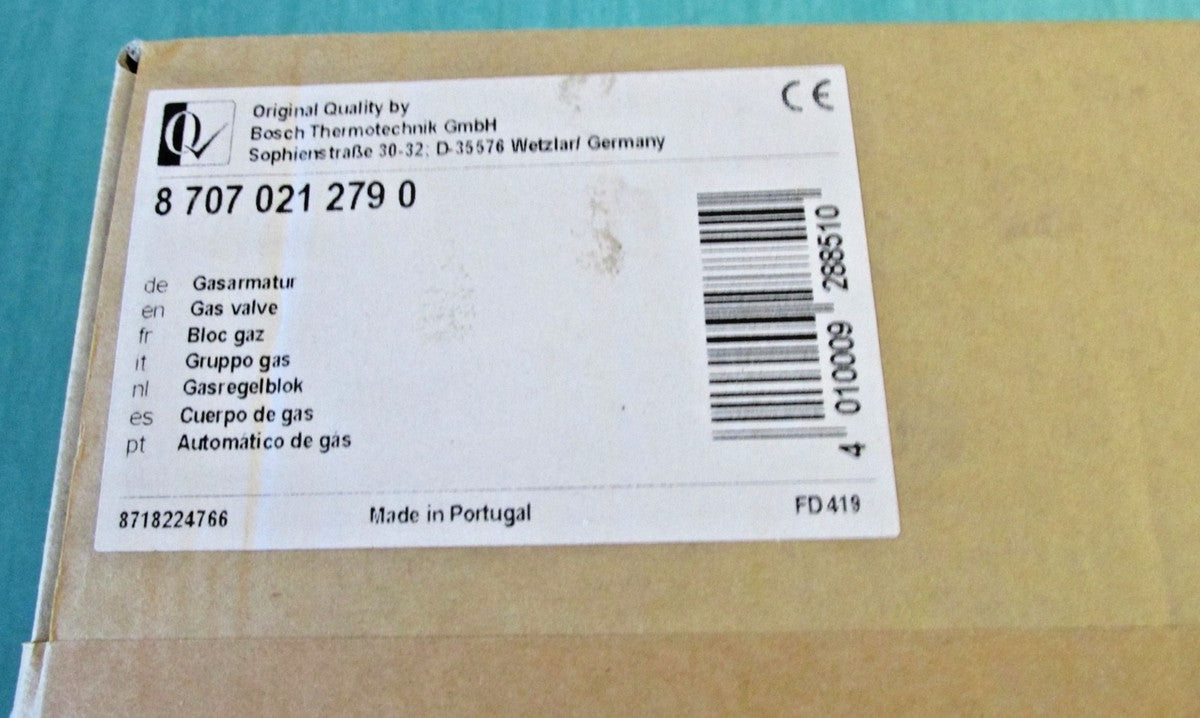 Original Quality by
Bosch Thermotechnik GmbH
Sophienstraße 30-32; D-35576 Wetzlar/ Germany
CE
8 707 021 279 0
de Gasarmatur
en Gas valve
fr Bloc gaz
it Gruppo gas
nl Gasregelblok
es Cuerpo de gas
pt Automático de gás
4 010009 288510
8718224766 Made in Portugal FD 419